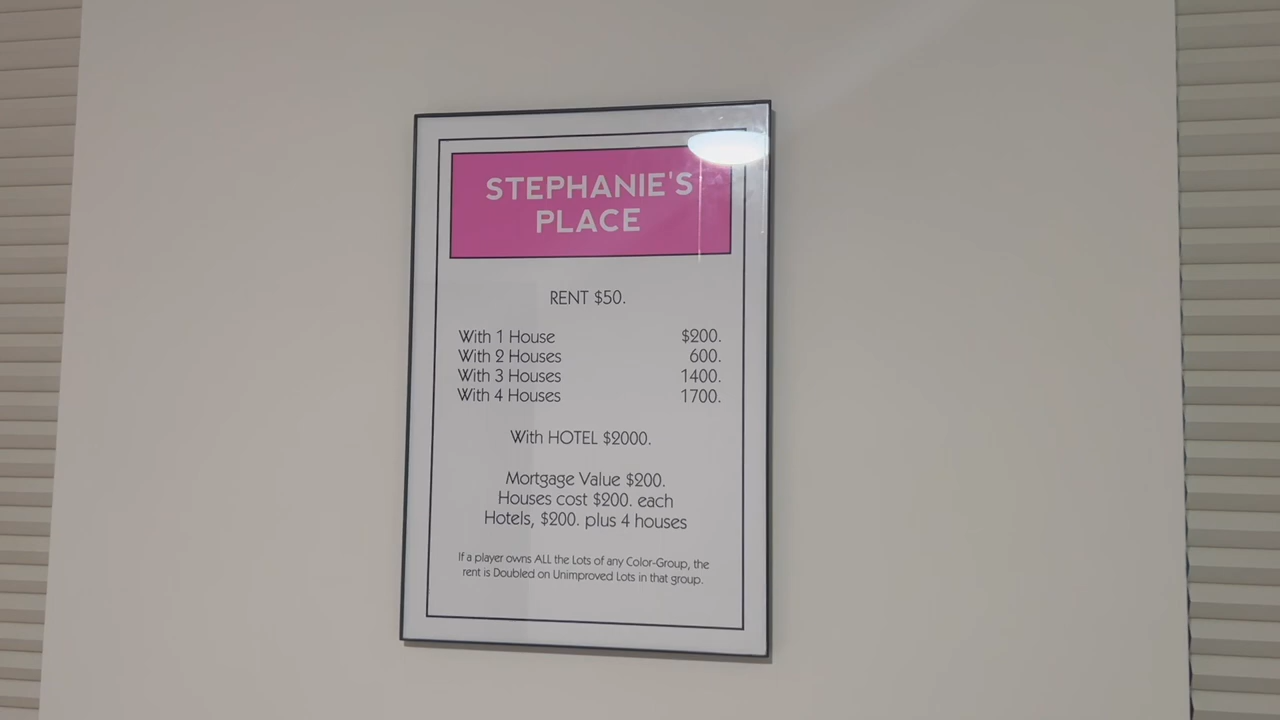 STEPHANIE'S
PLACE
RENT $50.
With 1 House $200.
With 2 Houses 600.
With 3 Houses 1400.
With 4 Houses 1700.
With HOTEL $2000.
Mortgage Value $200.
Houses cost $200. each
Hotels, $200. plus 4 houses
If a player owns ALL the Lots of any Color-Group, the
rent is Doubled on Unimproved Lots in that group.